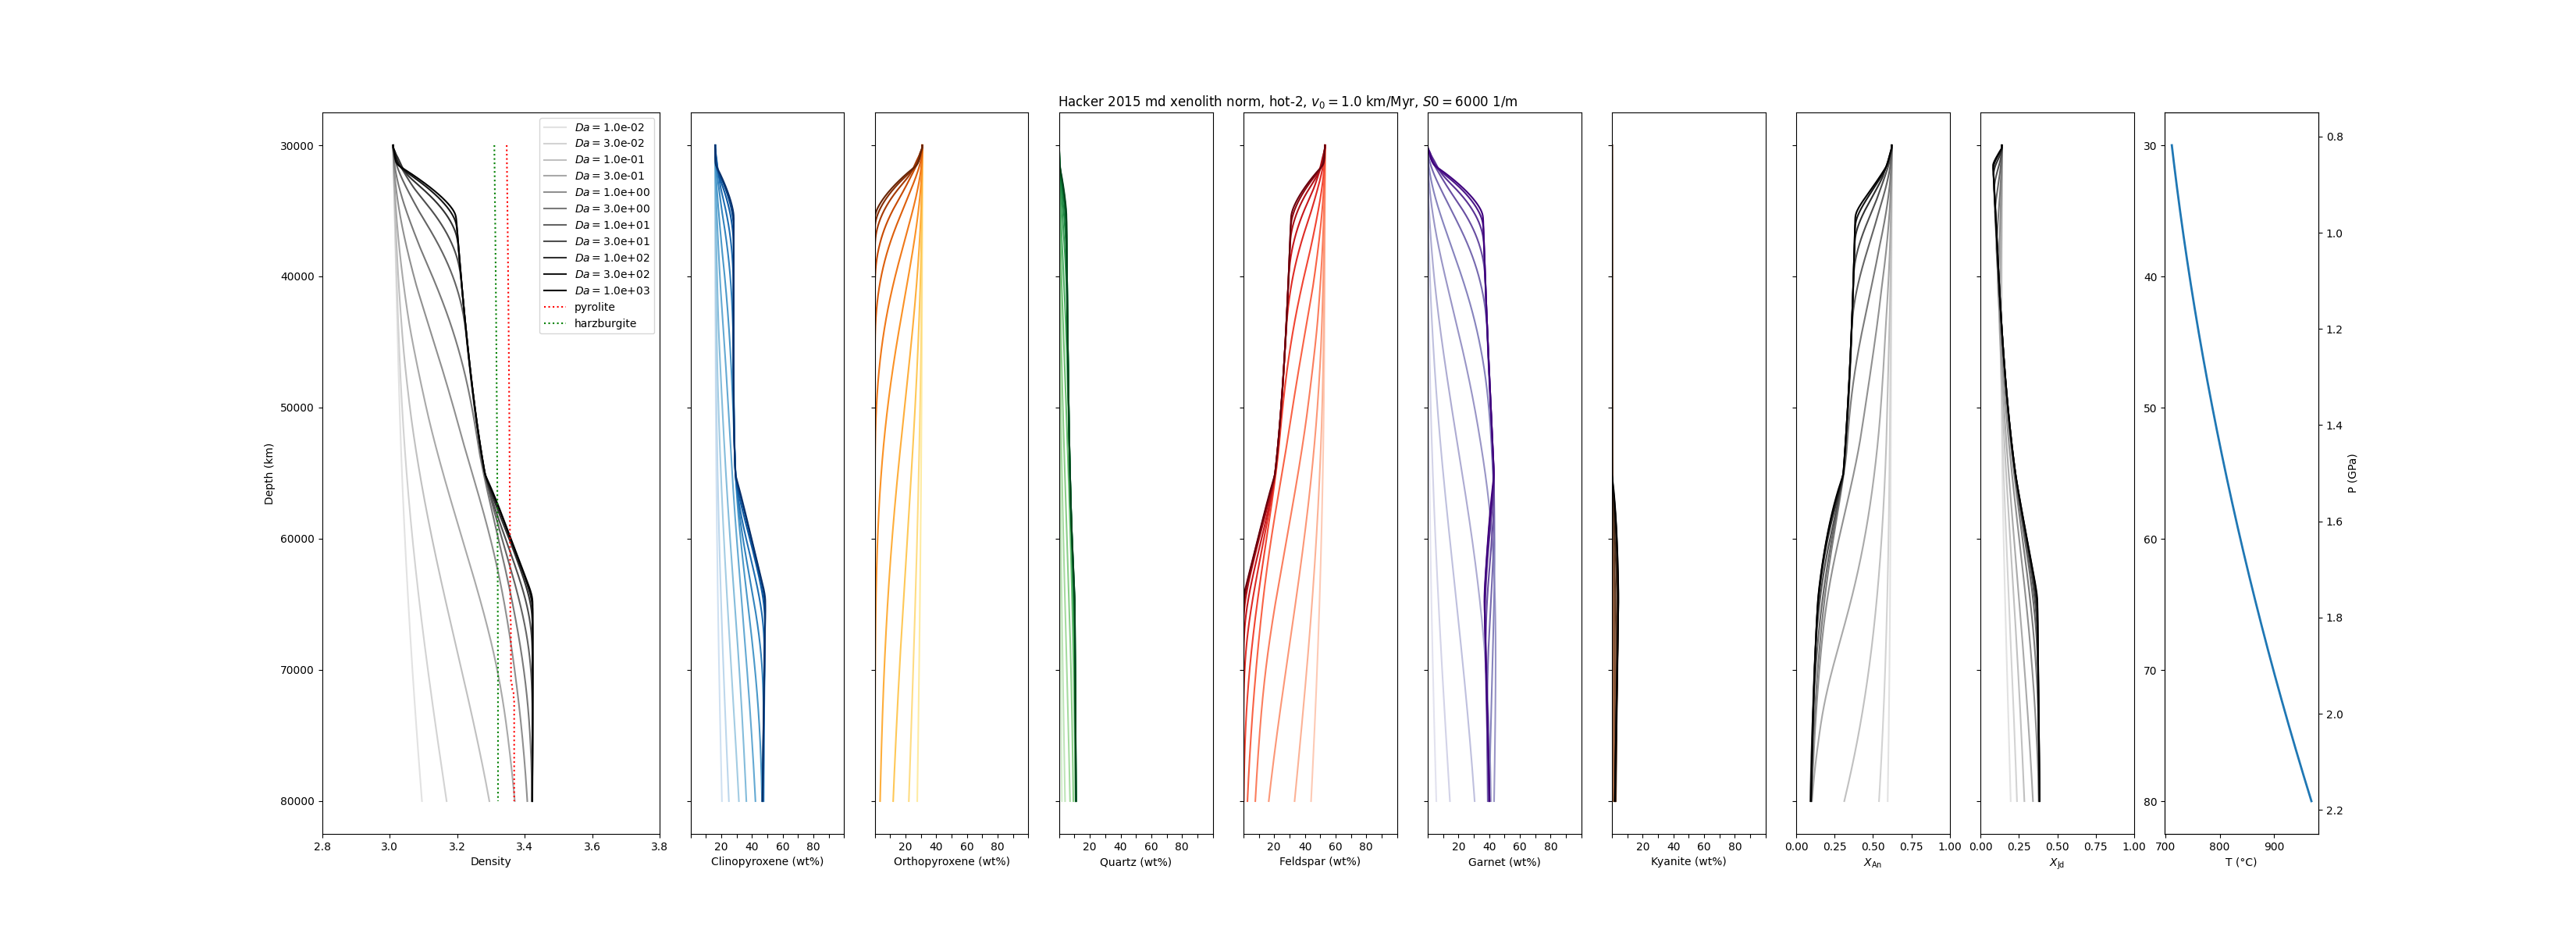 Hacker 2015 md xenolith norm, hot-2, v₀ = 1.0 km/Myr, S0 = 6000 1/m
Da = 1.0e-02
Da = 3.0e-02
Da = 1.0e-01
Da = 3.0e-01
Da = 1.0e+00
Da = 3.0e+00
Da = 1.0e+01
Da = 3.0e+01
Da = 1.0e+02
Da = 3.0e+02
Da = 1.0e+03
pyrolite
harzburgite
30000
40000
50000
60000
70000
80000
Depth (km)
2.8 3.0 3.2 3.4 3.6 3.8
Density
20 40 60 80
Clinopyroxene (wt%)
20 40 60 80
Orthopyroxene (wt%)
20 40 60 80
Quartz (wt%)
20 40 60 80
Feldspar (wt%)
20 40 60 80
Garnet (wt%)
20 40 60 80
Kyanite (wt%)
0.00 0.25 0.50 0.75 1.00
X_An
0.00 0.25 0.50 0.75 1.00
X_Jd
30
40
50
60
70
80
700 800 900
T (°C)
0.8
1.0
1.2
1.4
1.6
1.8
2.0
2.2
P (GPa)